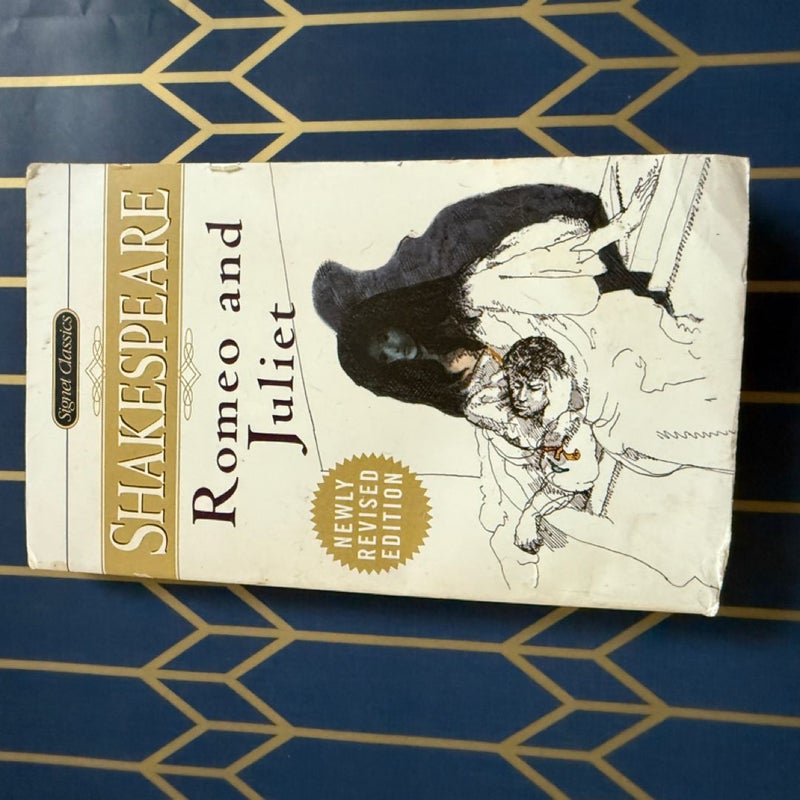 Signet Classics
SHAKESPEARE
Romeo and
Juliet
NEWLY
REVISED
EDITION